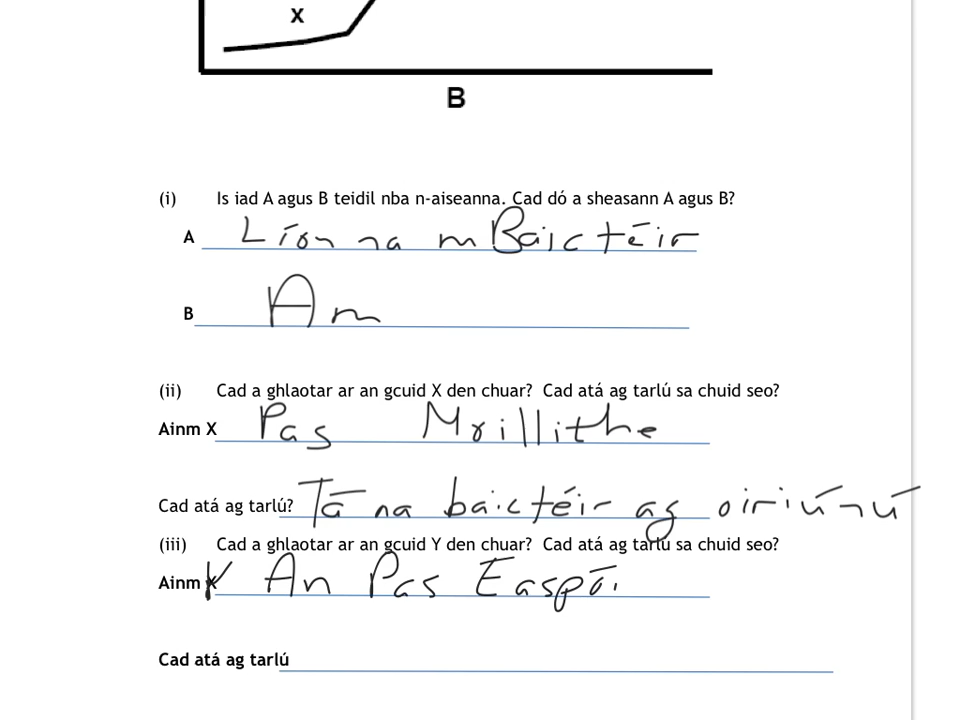 X
B
(i) Is iad A agus B teidil nba n-aiseanna. Cad dó a sheasann A agus B?
A Líon na mBaictéir
B Am
(ii) Cad a ghlaotar ar an gcuid X den chuar? Cad atá ag tarlú sa chuid seo?
Ainm X Pas Moillithe
Cad atá ag tarlú? Tá na baictéir ag oiriúnú
(iii) Cad a ghlaotar ar an gcuid Y den chuar? Cad atá ag tarlú sa chuid seo?
Ainm Y An Pas Easpó
Cad atá ag tarlú